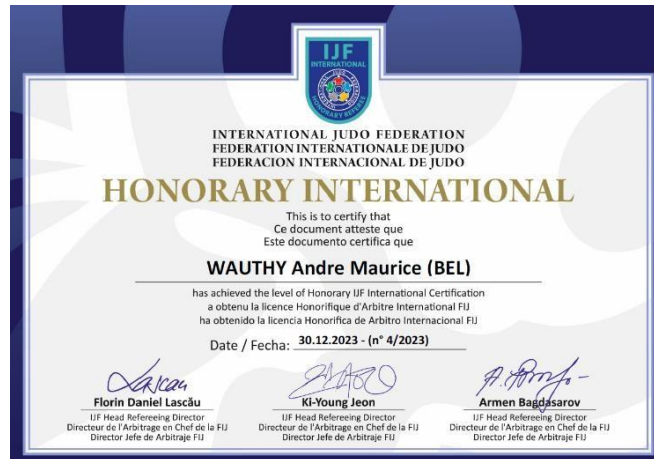 IJF
INTERNATIONAL
HONORARY REFEREE
INTERNATIONAL JUDO FEDERATION
FEDERATION INTERNATIONALE DE JUDO
FEDERACION INTERNACIONAL DE JUDO
HONORARY INTERNATIONAL
This is to certify that
Ce document atteste que
Este documento certifica que
WAUTHY Andre Maurice (BEL)
has achieved the level of Honorary IJF International Certification
a obtenu la licence Honorifique d'Arbitre International FIJ
ha obtenido la licencia Honorifica de Arbitro Internacional FIJ
Date / Fecha: 30.12.2023 - (n° 4/2023)
Florin Daniel Lascău Ki-Young Jeon Armen Bagdasarov
IJF Head Refereeing Director IJF Head Refereeing Director IJF Head Refereeing Director
Directeur de l'Arbitrage en Chef de la FIJ Directeur de l'Arbitrage en Chef de la FIJ Directeur de l'Arbitrage en Chef de la FIJ
Director Jefe de Arbitraje FIJ Director Jefe de Arbitraje FIJ Director Jefe de Arbitraje FIJ